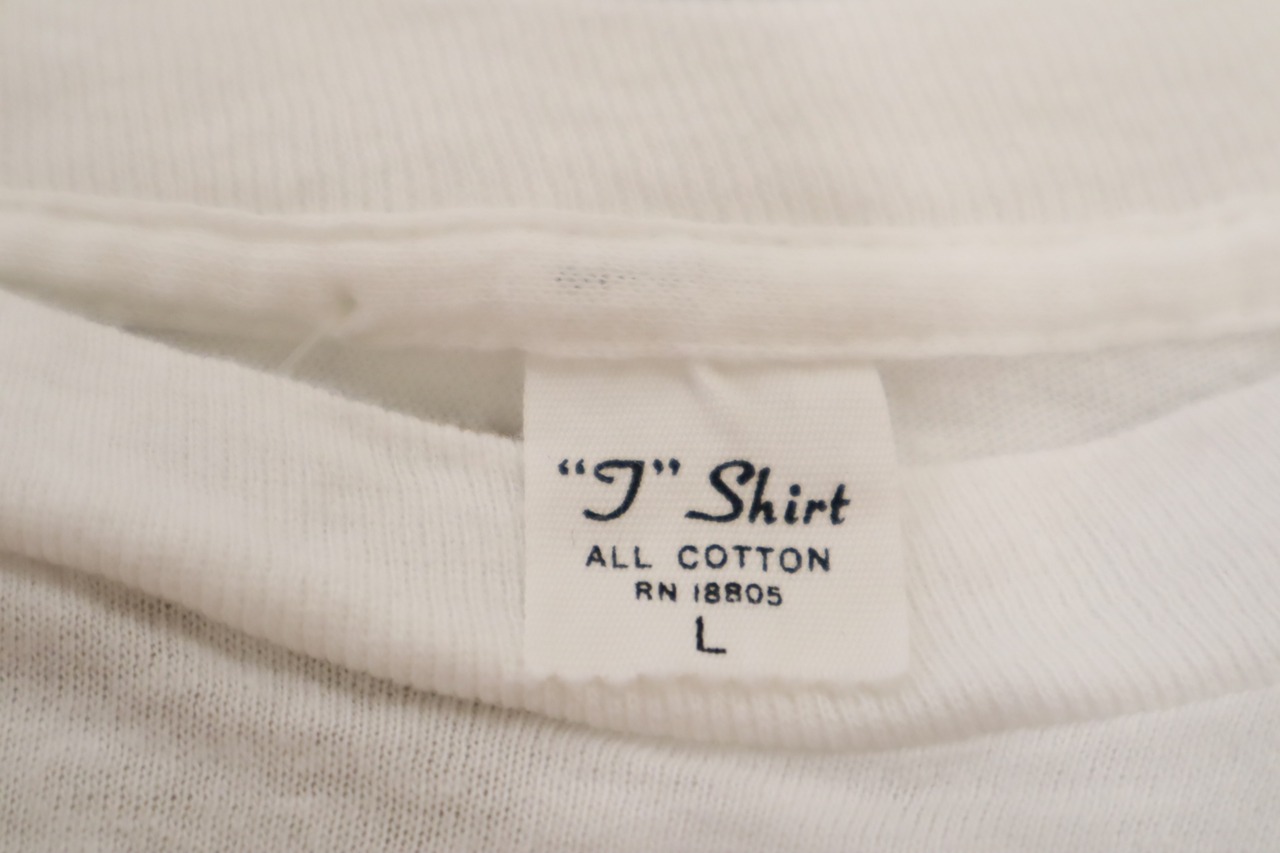 “T” Shirt
ALL COTTON
RN 18805
L